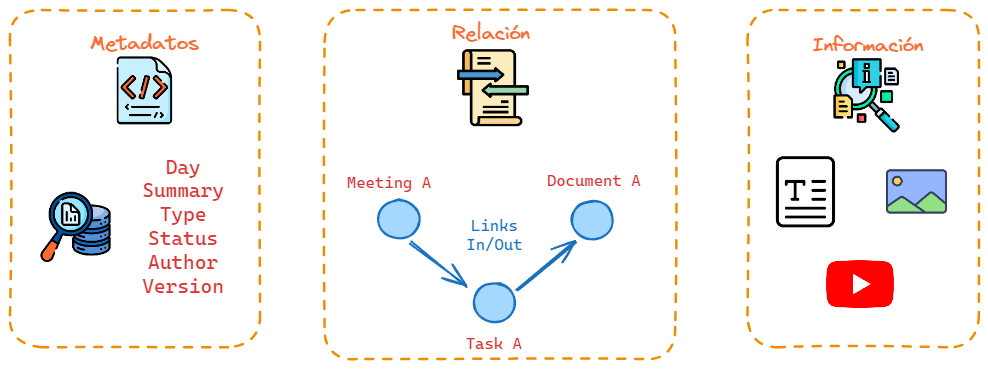 Metadatos
Day
Summary
Type
Status
Author
Version
Relación
Meeting A
Document A
Links
In/Out
Task A
Información
i
T